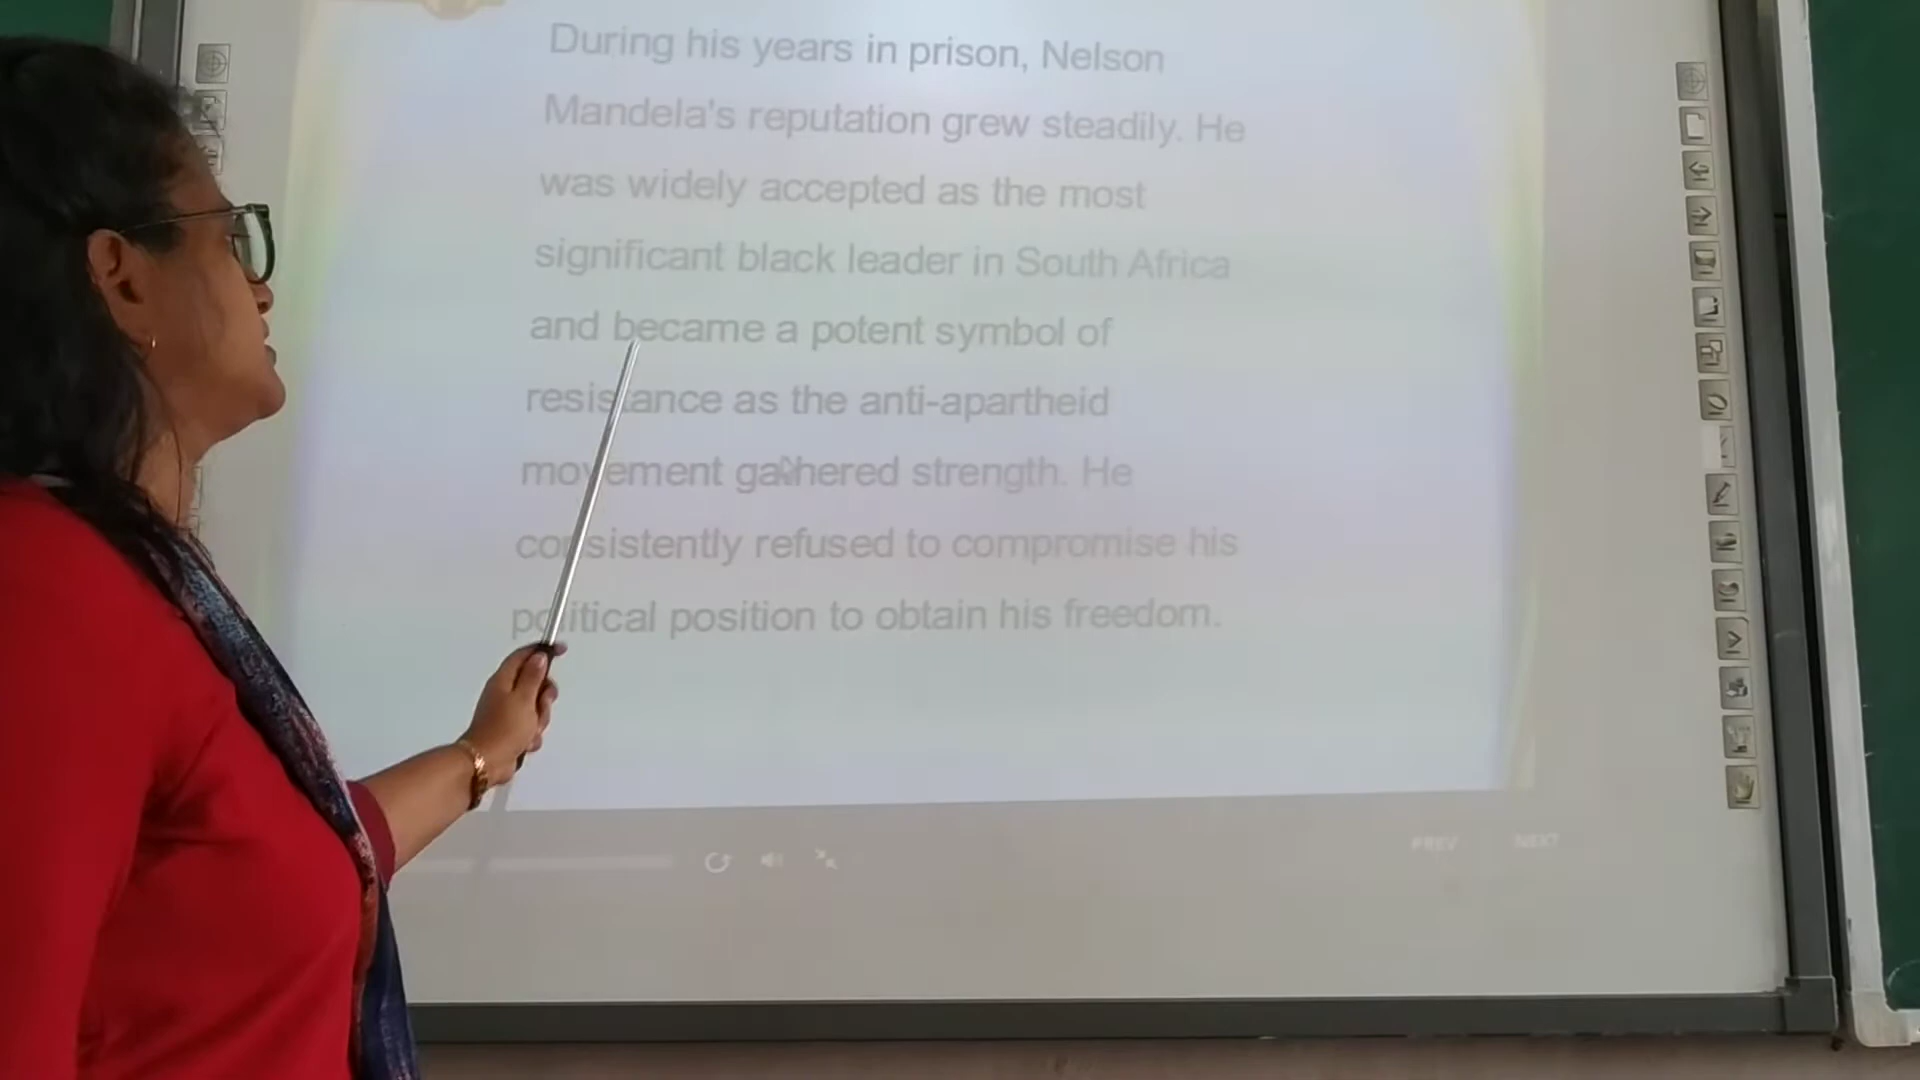 During his years in prison, Nelson
Mandela's reputation grew steadily. He
was widely accepted as the most
significant black leader in South Africa
and became a potent symbol of
resistance as the anti-apartheid
movement gathered strength. He
consistently refused to compromise his
political position to obtain his freedom.
PREV NEXT